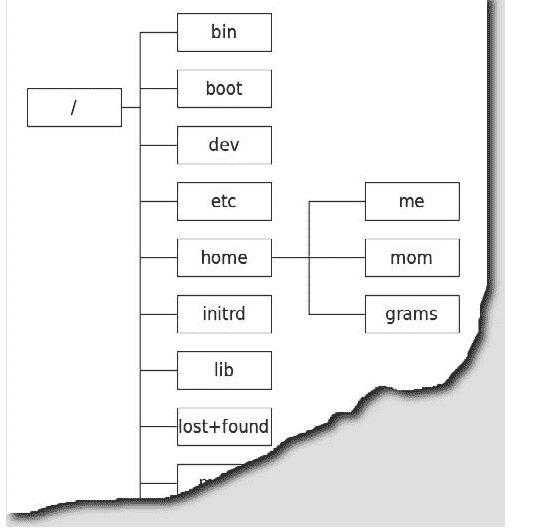 /
bin
boot
dev
etc
home
me
mom
grams
initrd
lib
lost+found